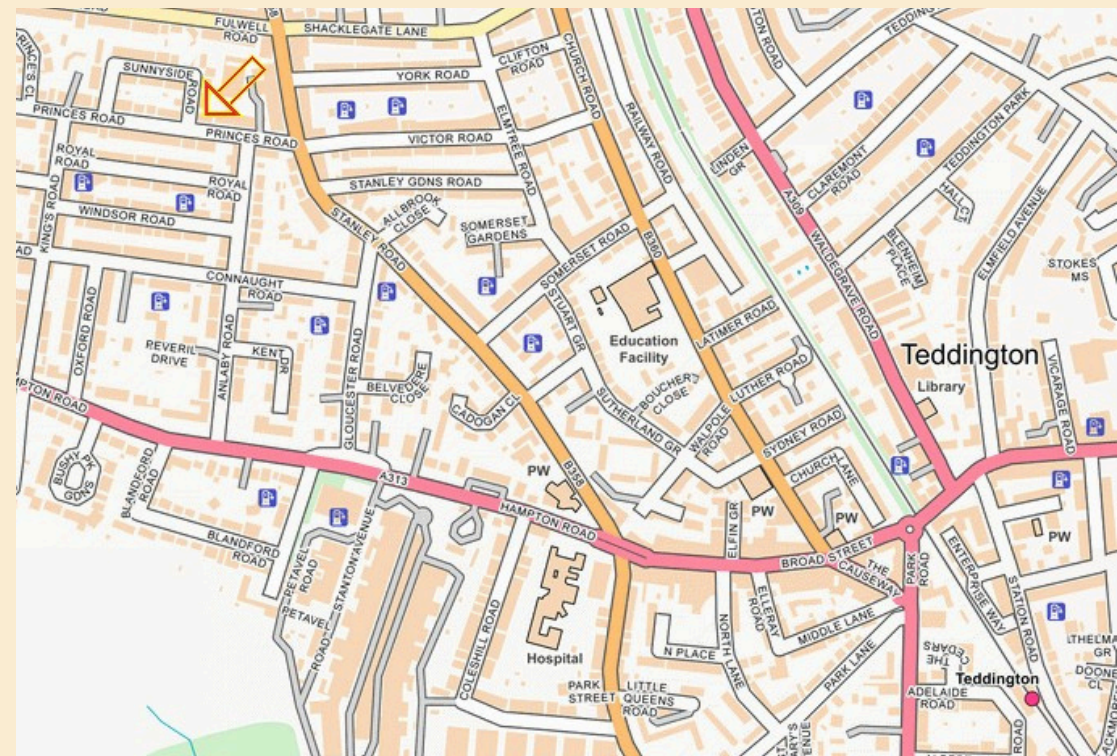 FULWELL
ROAD
SHACKLEGATE LANE
CLIFTON
ROAD
CHURCH ROAD
TEDDINGTON PARK
SUNNYSIDE
ROAD
YORK ROAD
ELMTREE ROAD
RAILWAY ROAD
PRINCES ROAD
PRINCES ROAD
VICTOR ROAD
ROYAL
ROAD
ROYAL
ROAD
STANLEY GDNS ROAD
ALLBROOK
CLOSE
CLAREMONT
ROAD
A309
HALL CT
WINDSOR ROAD
KING'S ROAD
STANLEY ROAD
SOMERSET
GARDENS
SOMERSET ROAD
B360
WALDEGRAVE ROAD
BLENHEIM
PLACE
ELMFIELD AVENUE
STOKES
MS
CONNAUGHT
ROAD
OXFORD ROAD
ANLABY ROAD
PEVERIL
DRIVE
KENT DR
GLOUCESTER ROAD
BELVEDERE
CLOSE
CADOGAN CL
STUART GR
Education
Facility
LATIMER ROAD
Teddington
Library
VICARAGE ROAD
BOUCHER
CLOSE
LUTHER ROAD
SUTHERLAND GR
WALPOLE
ROAD
SYDNEY ROAD
CHURCH
LANE
BUSHY PK
GDNS
BLANDFORD
ROAD
BLANDFORD
ROAD
A313
PW
B358
HAMPTON ROAD
PW
PW
PW
ELFIN GR
BROAD STREET
THE
CAUSEWAY
PARK
ROAD
ENTERPRISE WAY
STATION ROAD
PETAVEL
ROAD
PETAVEL
ROAD
STANTON AVENUE
COLESHILL ROAD
Hospital
ELLERAY
ROAD
MIDDLE LANE
N PLACE
NORTH LANE
PARK LANE
PARK
STREET
LITTLE
QUEENS
ROAD
THE
CEDARS
Teddington
ADELAIDE
ROAD
ROAD
GR
CL